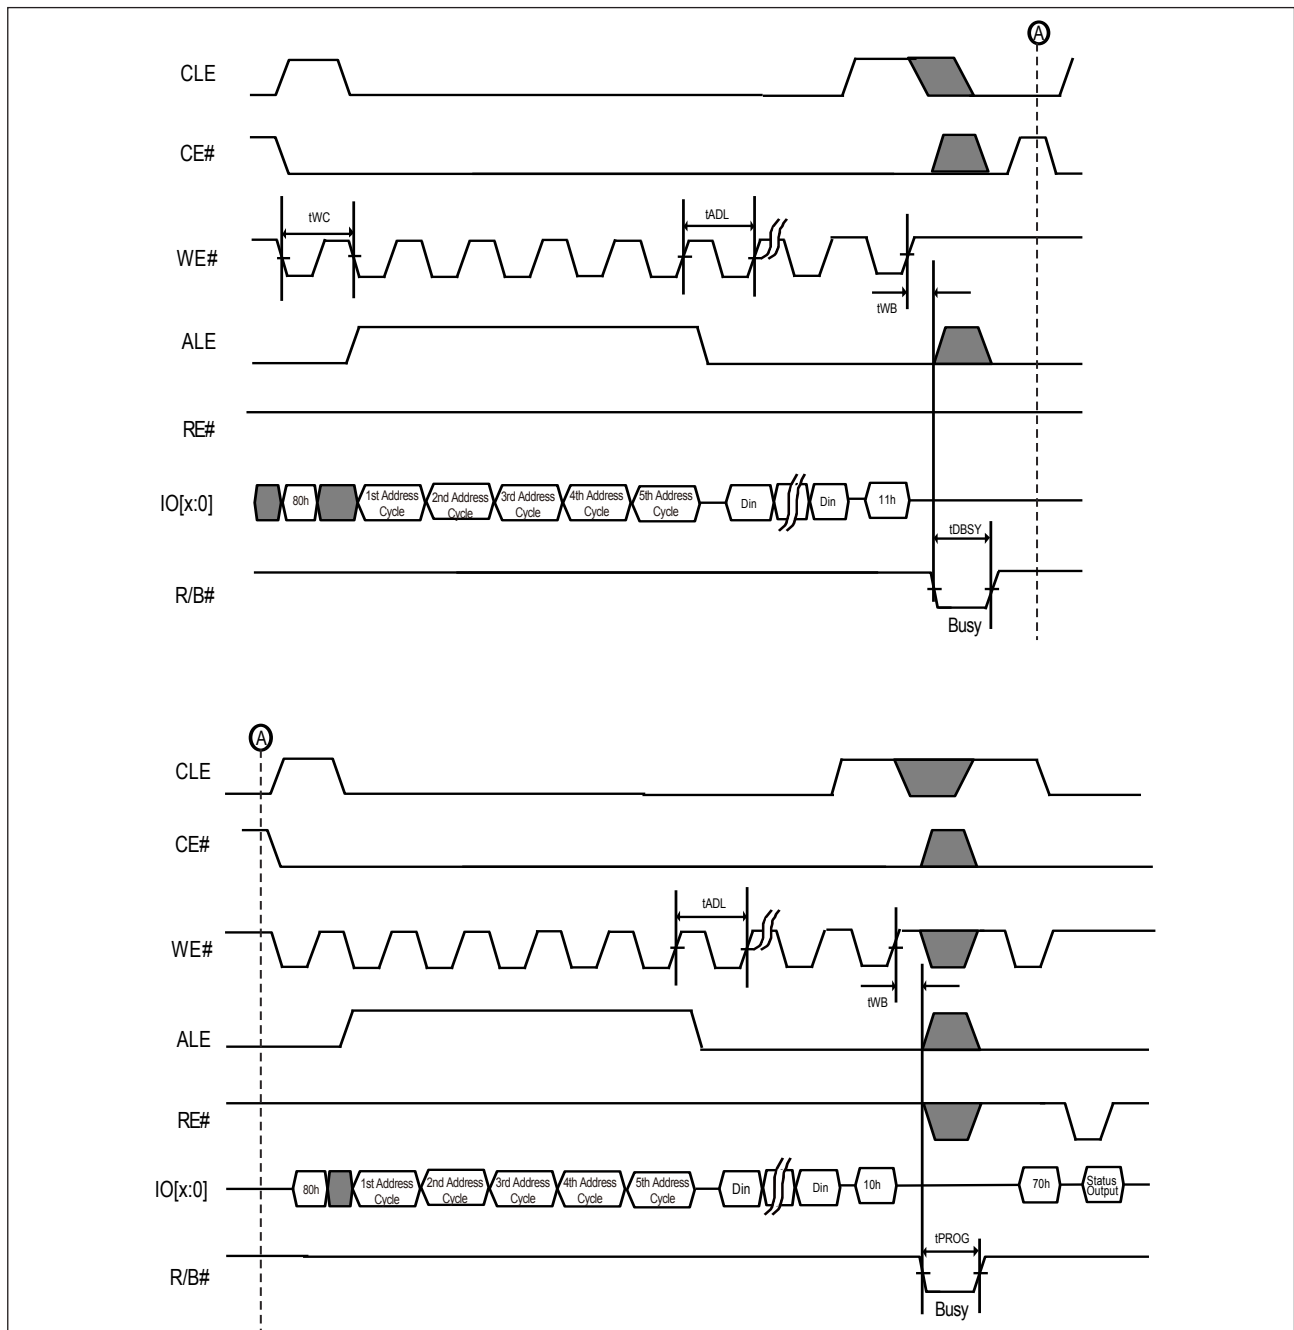 A
CLE
CE#
tWC
tADL
WE#
tWB
ALE
RE#
IO[x:0]
80h
1st Address
Cycle
2nd Address
Cycle
3rd Address
Cycle
4th Address
Cycle
5th Address
Cycle
Din
Din
11h
tDBSY
R/B#
Busy
A
CLE
CE#
tADL
WE#
tWB
ALE
RE#
IO[x:0]
80h
1st Address
Cycle
2nd Address
Cycle
3rd Address
Cycle
4th Address
Cycle
5th Address
Cycle
Din
Din
10h
70h
Status
Output
tPROG
R/B#
Busy